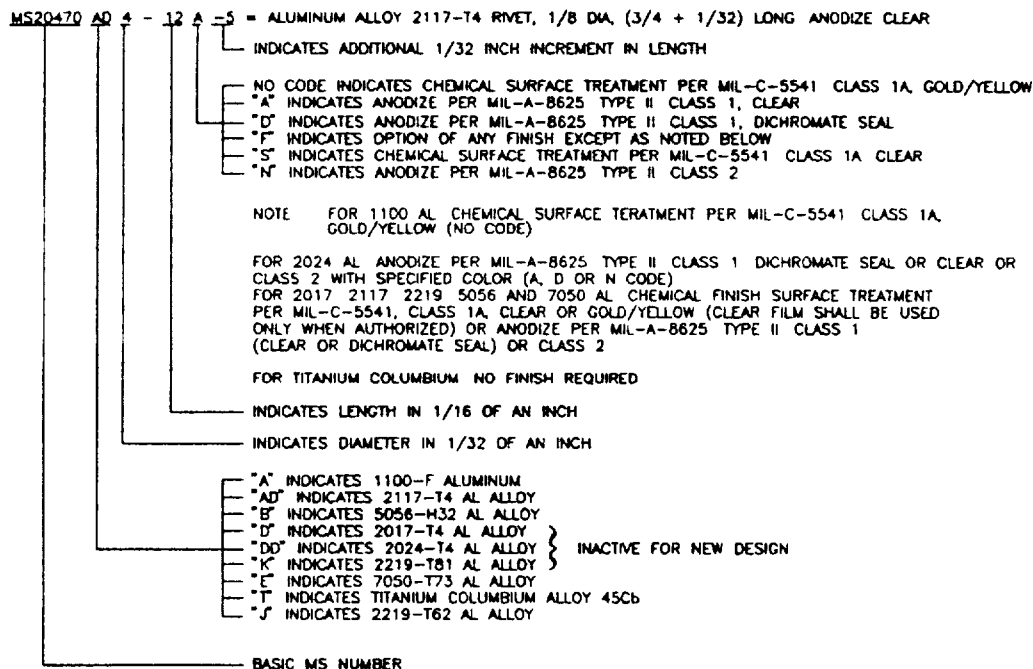 MS20470 AD 4 - 12 A -5 = ALUMINUM ALLOY 2117-T4 RIVET, 1/8 DIA, (3/4 + 1/32) LONG ANODIZE CLEAR
INDICATES ADDITIONAL 1/32 INCH INCREMENT IN LENGTH
NO CODE INDICATES CHEMICAL SURFACE TREATMENT PER MIL-C-5541 CLASS 1A, GOLD/YELLOW
"A" INDICATES ANODIZE PER MIL-A-8625 TYPE II CLASS 1, CLEAR
"D" INDICATES ANODIZE PER MIL-A-8625 TYPE II CLASS 1, DICHROMATE SEAL
"F" INDICATES OPTION OF ANY FINISH EXCEPT AS NOTED BELOW
"S" INDICATES CHEMICAL SURFACE TREATMENT PER MIL-C-5541 CLASS 1A CLEAR
"N" INDICATES ANODIZE PER MIL-A-8625 TYPE II CLASS 2
NOTE FOR 1100 AL CHEMICAL SURFACE TERATMENT PER MIL-C-5541 CLASS 1A,
GOLD/YELLOW (NO CODE)
FOR 2024 AL ANODIZE PER MIL-A-8625 TYPE II CLASS 1 DICHROMATE SEAL OR CLEAR OR
CLASS 2 WITH SPECIFIED COLOR (A, D OR N CODE)
FOR 2017 2117 2219 5056 AND 7050 AL CHEMICAL FINISH SURFACE TREATMENT
PER MIL-C-5541, CLASS 1A, CLEAR OR GOLD/YELLOW (CLEAR FILM SHALL BE USED
ONLY WHEN AUTHORIZED) OR ANODIZE PER MIL-A-8625 TYPE II CLASS 1
(CLEAR OR DICHROMATE SEAL) OR CLASS 2
FOR TITANIUM COLUMBIUM NO FINISH REQUIRED
INDICATES LENGTH IN 1/16 OF AN INCH
INDICATES DIAMETER IN 1/32 OF AN INCH
"A" INDICATES 1100-F ALUMINUM
"AD" INDICATES 2117-T4 AL ALLOY
"B" INDICATES 5056-H32 AL ALLOY
"D" INDICATES 2017-T4 AL ALLOY
"DD" INDICATES 2024-T4 AL ALLOY INACTIVE FOR NEW DESIGN
"K" INDICATES 2219-T81 AL ALLOY
"E" INDICATES 7050-T73 AL ALLOY
"T" INDICATES TITANIUM COLUMBIUM ALLOY 45Cb
"J" INDICATES 2219-T62 AL ALLOY
BASIC MS NUMBER